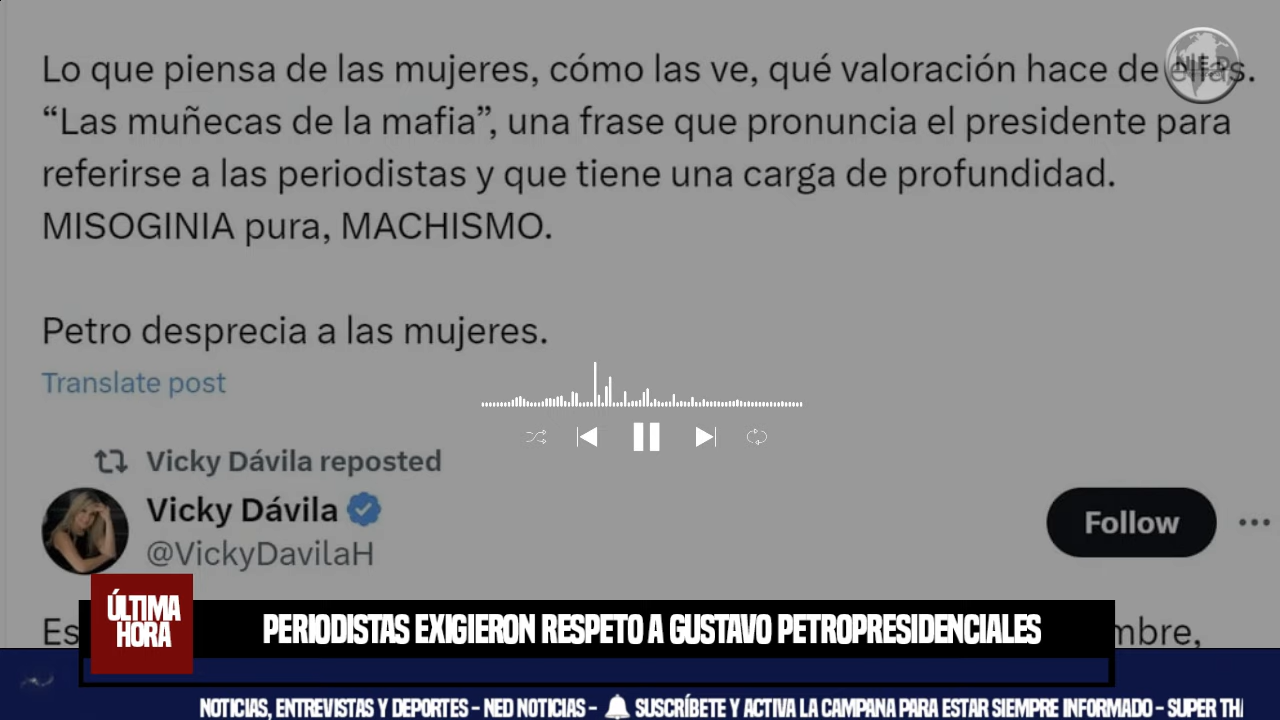 Lo que piensa de las mujeres, cómo las ve, qué valoración hace de ellas.
“Las muñecas de la mafia”, una frase que pronuncia el presidente para
referirse a las periodistas y que tiene una carga de profundidad.
MISOGINIA pura, MACHISMO.
Petro desprecia a las mujeres.
Translate post
Vicky Dávila reposted
Vicky Dávila
@VickyDavilaH
Follow
Es
mbre,
ÚLTIMA
HORA
PERIODISTAS EXIGIERON RESPETO A GUSTAVO PETROPRESIDENCIALES
NOTICIAS, ENTREVISTAS Y DEPORTES - NED NOTICIAS - SUSCRÍBETE Y ACTIVA LA CAMPANA PARA ESTAR SIEMPRE INFORMADO - SUPER